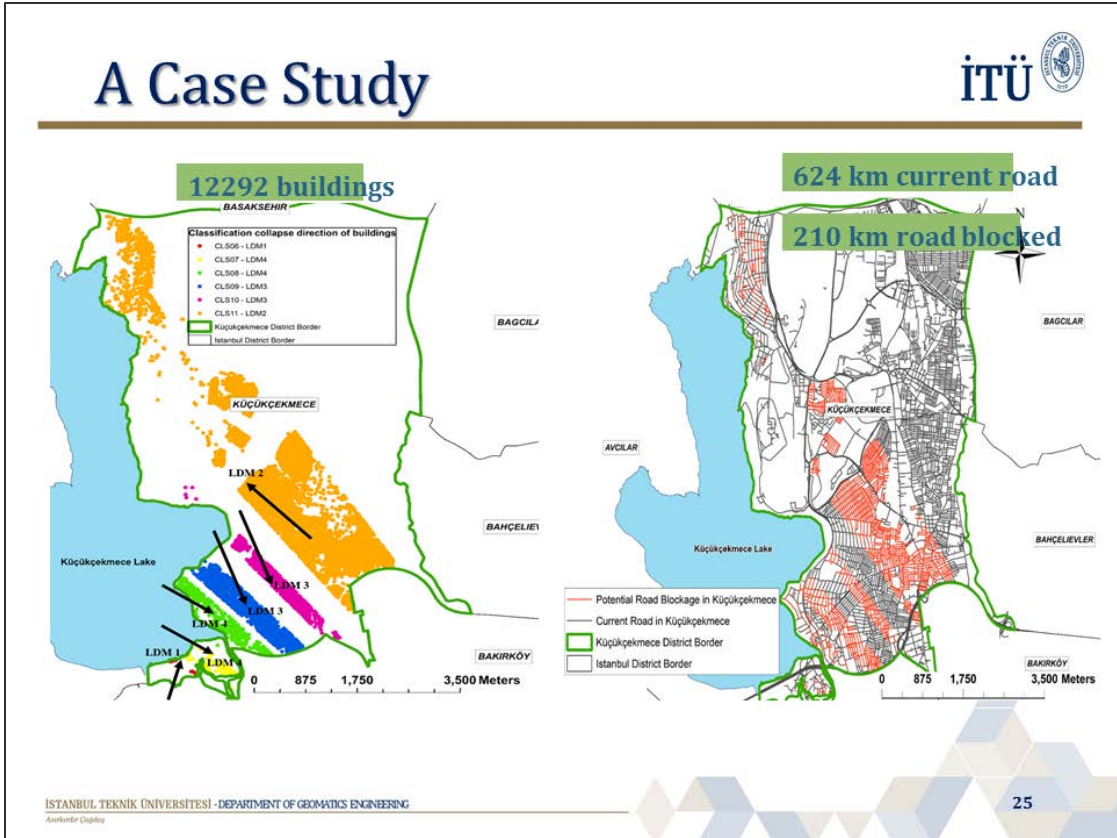 A Case Study
İTÜ
12292 buildings
BASAKSEHIR
Classification collapse direction of buildings
CLS06 - LDM1
CLS07 - LDM4
CLS08 - LDM4
CLS09 - LDM3
CLS10 - LDM3
CLS11 - LDM2
Küçükçekmece District Border
Istanbul District Border
BAGCILA
KÜÇÜKÇEKMECE
LDM 2
BAHÇELIEV
Küçükçekmece Lake
LDM 3
LDM 3
LDM 4
LDM 1
LDM 4
BAKIRKÖY
0 875 1,750 3,500 Meters
624 km current road
210 km road blocked
N
BAGCILAR
KÜÇÜKÇEKMECE
AVCILAR
BAHÇELIEVLER
Küçükçekmece Lake
Potential Road Blockage in Küçükçekmece
Current Road in Küçükçekmece
Küçükçekmece District Border
Istanbul District Border
BAKIRKÖY
0 875 1,750 3,500 Meters
İSTANBUL TEKNİK ÜNİVERSİTESİ - DEPARTMENT OF GEOMATICS ENGINEERING
Asırlardır Çağdaş
25